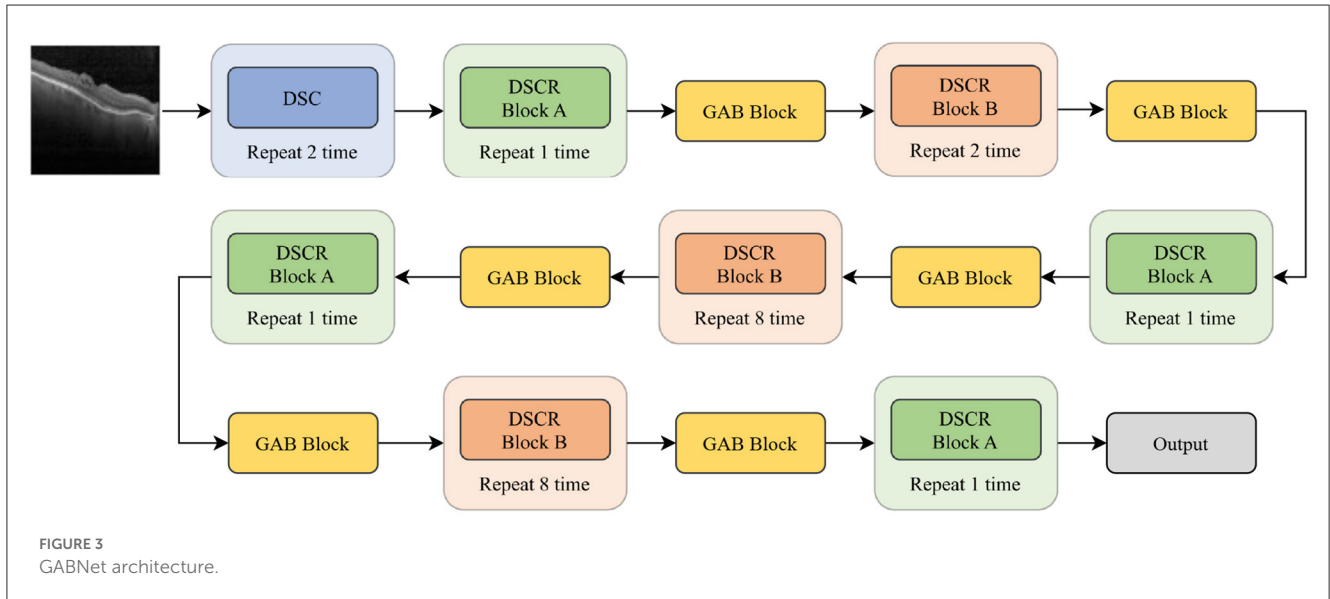 DSC
Repeat 2 time
DSCR
Block A
Repeat 1 time
GAB Block
DSCR
Block B
Repeat 2 time
GAB Block
DSCR
Block A
Repeat 1 time
GAB Block
DSCR
Block B
Repeat 8 time
GAB Block
DSCR
Block A
Repeat 1 time
GAB Block
DSCR
Block B
Repeat 8 time
GAB Block
DSCR
Block A
Repeat 1 time
Output
FIGURE 3
GABNet architecture.